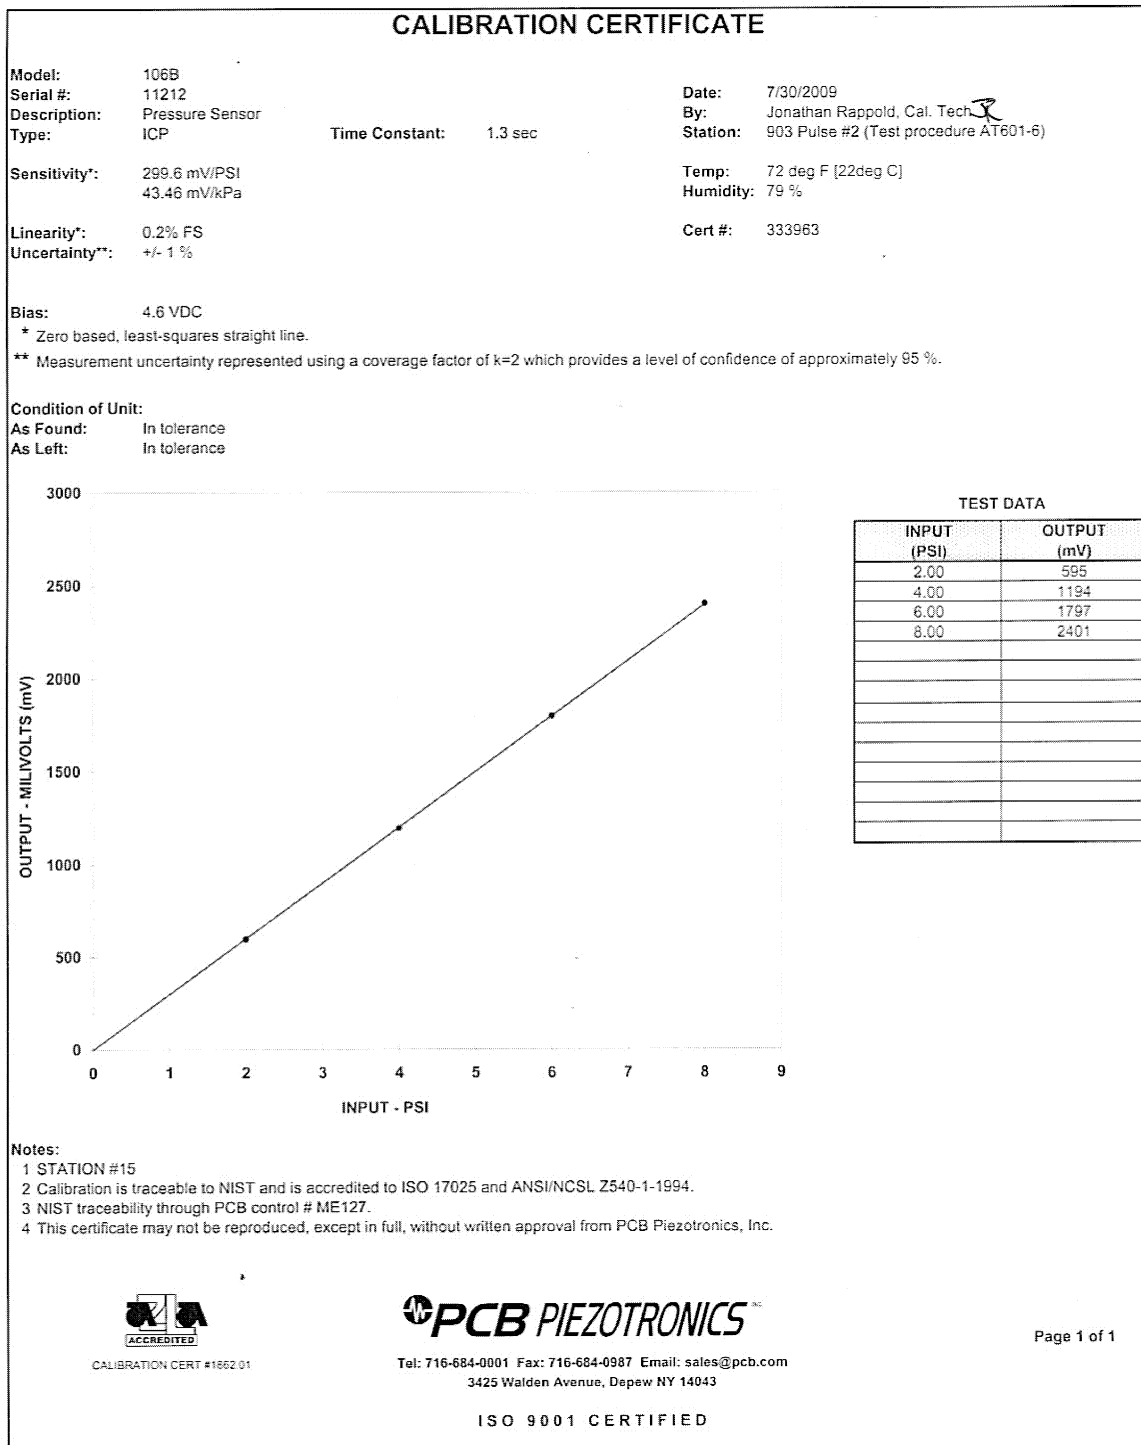 CALIBRATION CERTIFICATE
Model: 106B
Serial #: 11212
Description: Pressure Sensor
Type: ICP
Time Constant: 1.3 sec
Date: 7/30/2009
By: Jonathan Rappold, Cal. Tech
Station: 903 Pulse #2 (Test procedure AT601-6)
Sensitivity*: 299.6 mV/PSI
43.46 mV/kPa
Temp: 72 deg F [22deg C]
Humidity: 79 %
Linearity*: 0.2% FS
Uncertainty**: +/- 1 %
Cert #: 333963
Bias: 4.6 VDC
* Zero based, least-squares straight line.
** Measurement uncertainty represented using a coverage factor of k=2 which provides a level of confidence of approximately 95 %.
Condition of Unit:
As Found: In tolerance
As Left: In tolerance
3000
2500
2000
1500
1000
500
0
OUTPUT - MILIVOLTS (mV)
0 1 2 3 4 5 6 7 8 9
INPUT - PSI
TEST DATA
INPUT (PSI) OUTPUT (mV)
2.00 595
4.00 1194
6.00 1797
8.00 2401
Notes:
1 STATION #15
2 Calibration is traceable to NIST and is accredited to ISO 17025 and ANSI/NCSL Z540-1-1994.
3 NIST traceability through PCB control # ME127.
4 This certificate may not be reproduced, except in full, without written approval from PCB Piezotronics, Inc.
ACCREDITED
CALIBRATION CERT #1862.01
PCB PIEZOTRONICS
Tel: 716-684-0001 Fax: 716-684-0987 Email: sales@pcb.com
3425 Walden Avenue, Depew NY 14043
ISO 9001 CERTIFIED
Page 1 of 1